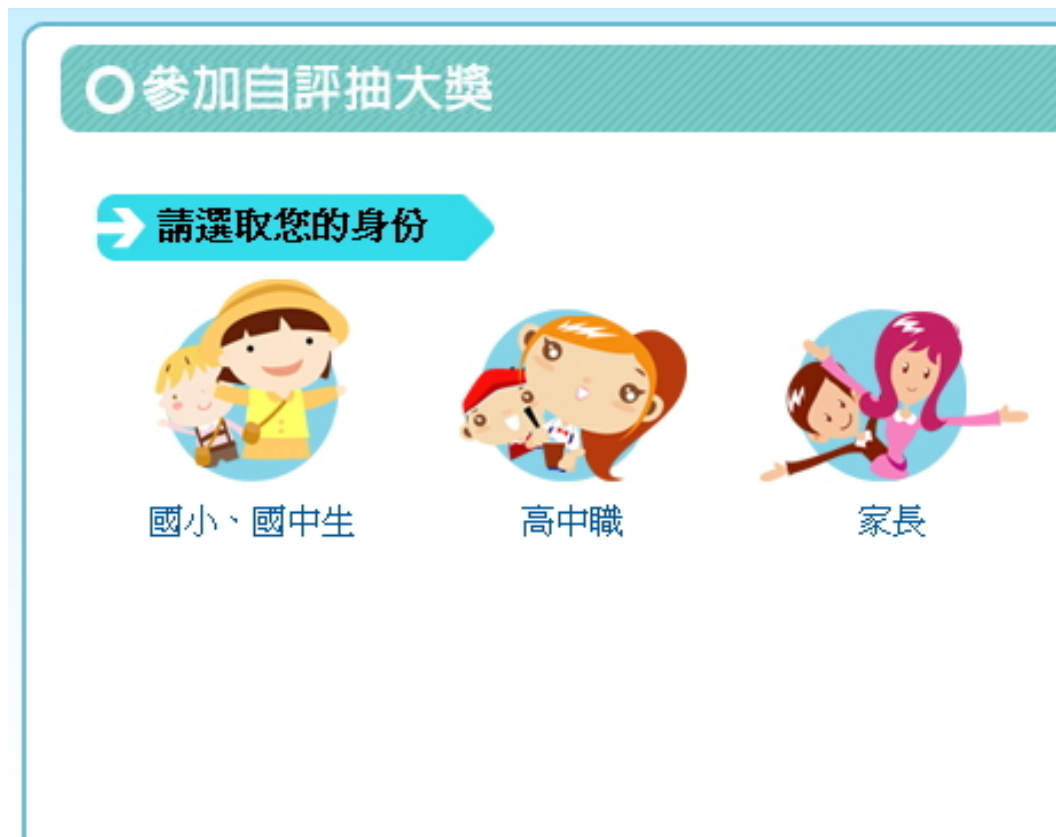 參加自評抽大獎
請選取您的身份
國小、國中生
高中職
家長